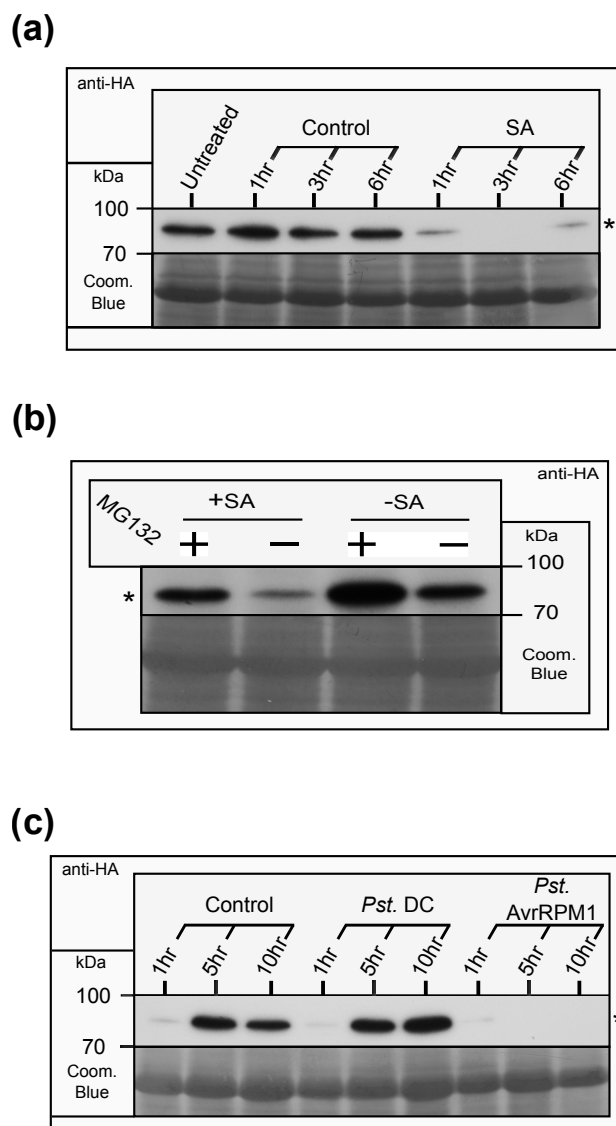 (a)
anti-HA
Control SA
Untreated 1hr 3hr 6hr 1hr 3hr 6hr
kDa
100
*
70
Coom.
Blue
(b)
anti-HA
MG132 +SA -SA
+ − + −
kDa
100
*
70
Coom.
Blue
(c)
anti-HA
Pst.
Control Pst. DC AvrRPM1
1hr 5hr 10hr 1hr 5hr 10hr 1hr 5hr 10hr
kDa
100
*
70
Coom.
Blue